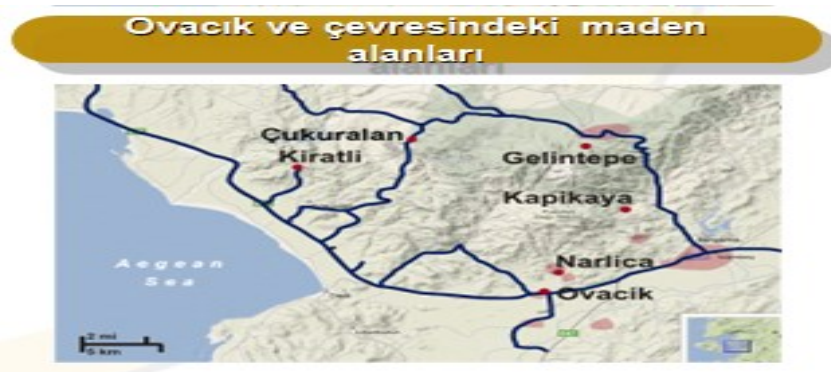 Ovacık ve çevresindeki maden
alanları
Çukuralan
Kiratli
Gelintepe
Kapikaya
Narlica
Aegean
Sea
Ovacik
2 mi
5 km